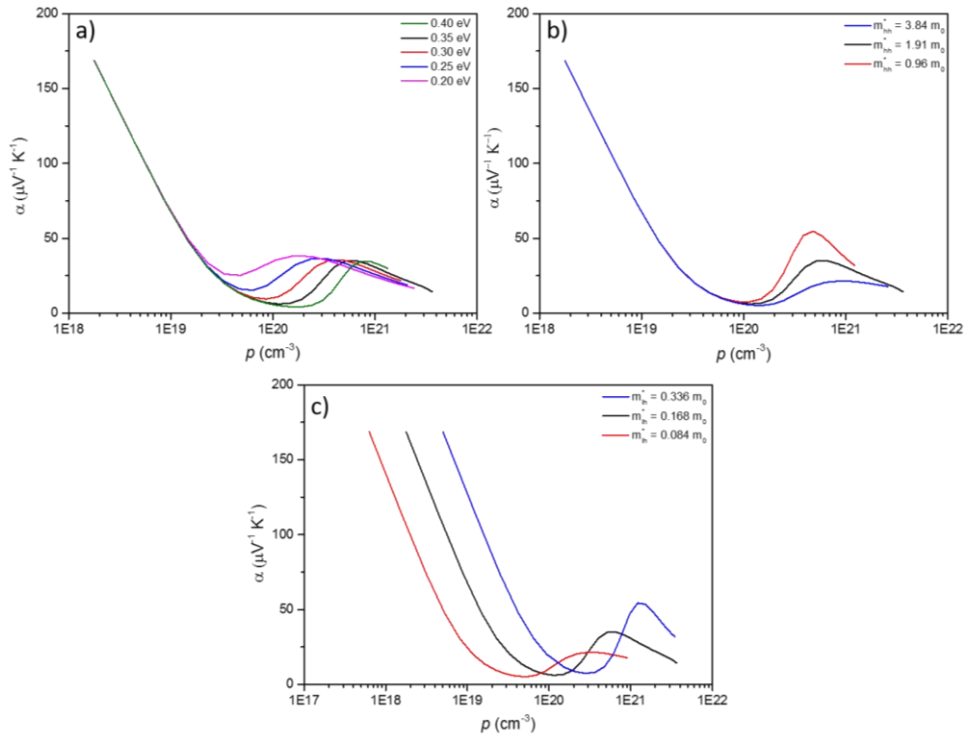 a)
0.40 eV
0.35 eV
0.30 eV
0.25 eV
0.20 eV
α (μV⁻¹ K⁻¹)
200
150
100
50
0
1E18 1E19 1E20 1E21 1E22
p (cm⁻³)
b)
m*hh = 3.84 m₀
m*hh = 1.91 m₀
m*hh = 0.96 m₀
α (μV⁻¹ K⁻¹)
200
150
100
50
0
1E18 1E19 1E20 1E21 1E22
p (cm⁻³)
c)
m*lh = 0.336 m₀
m*lh = 0.168 m₀
m*lh = 0.084 m₀
α (μV⁻¹ K⁻¹)
200
150
100
50
0
1E17 1E18 1E19 1E20 1E21 1E22
p (cm⁻³)